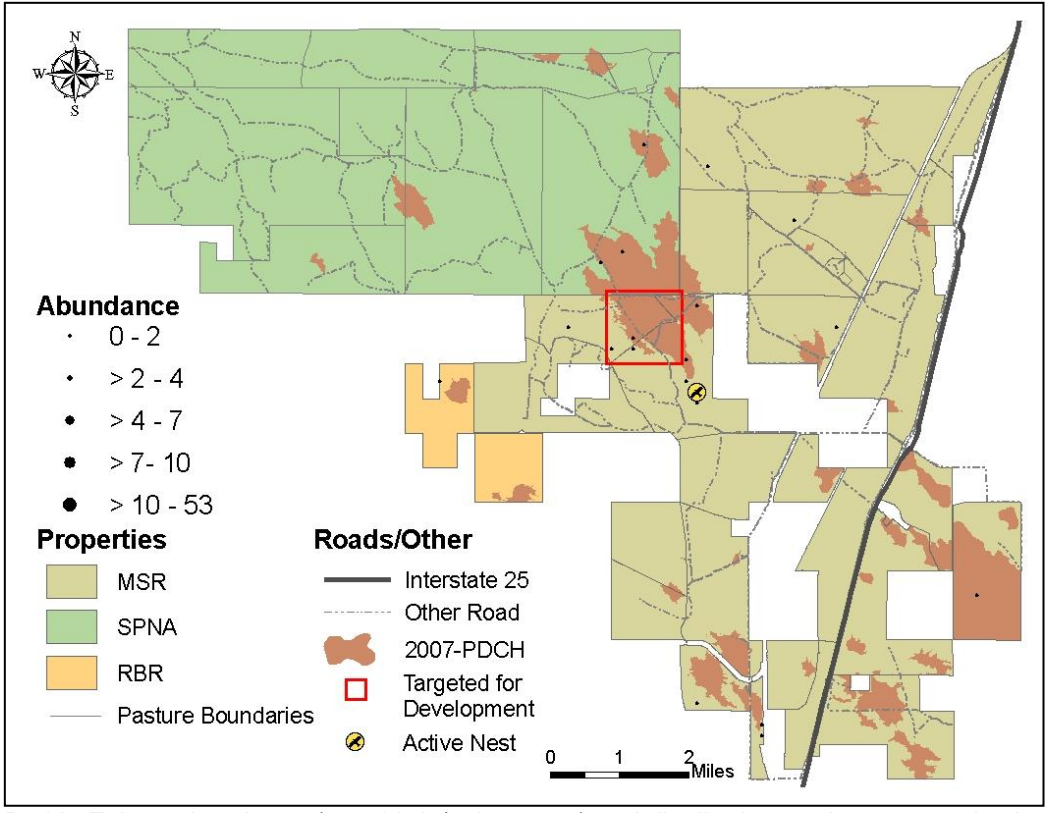 N
W E
S
Abundance
0 - 2
> 2 - 4
> 4 - 7
> 7- 10
> 10 - 53
Properties
MSR
SPNA
RBR
Pasture Boundaries
Roads/Other
Interstate 25
Other Road
2007-PDCH
Targeted for
Development
Active Nest
0 1 2
Miles